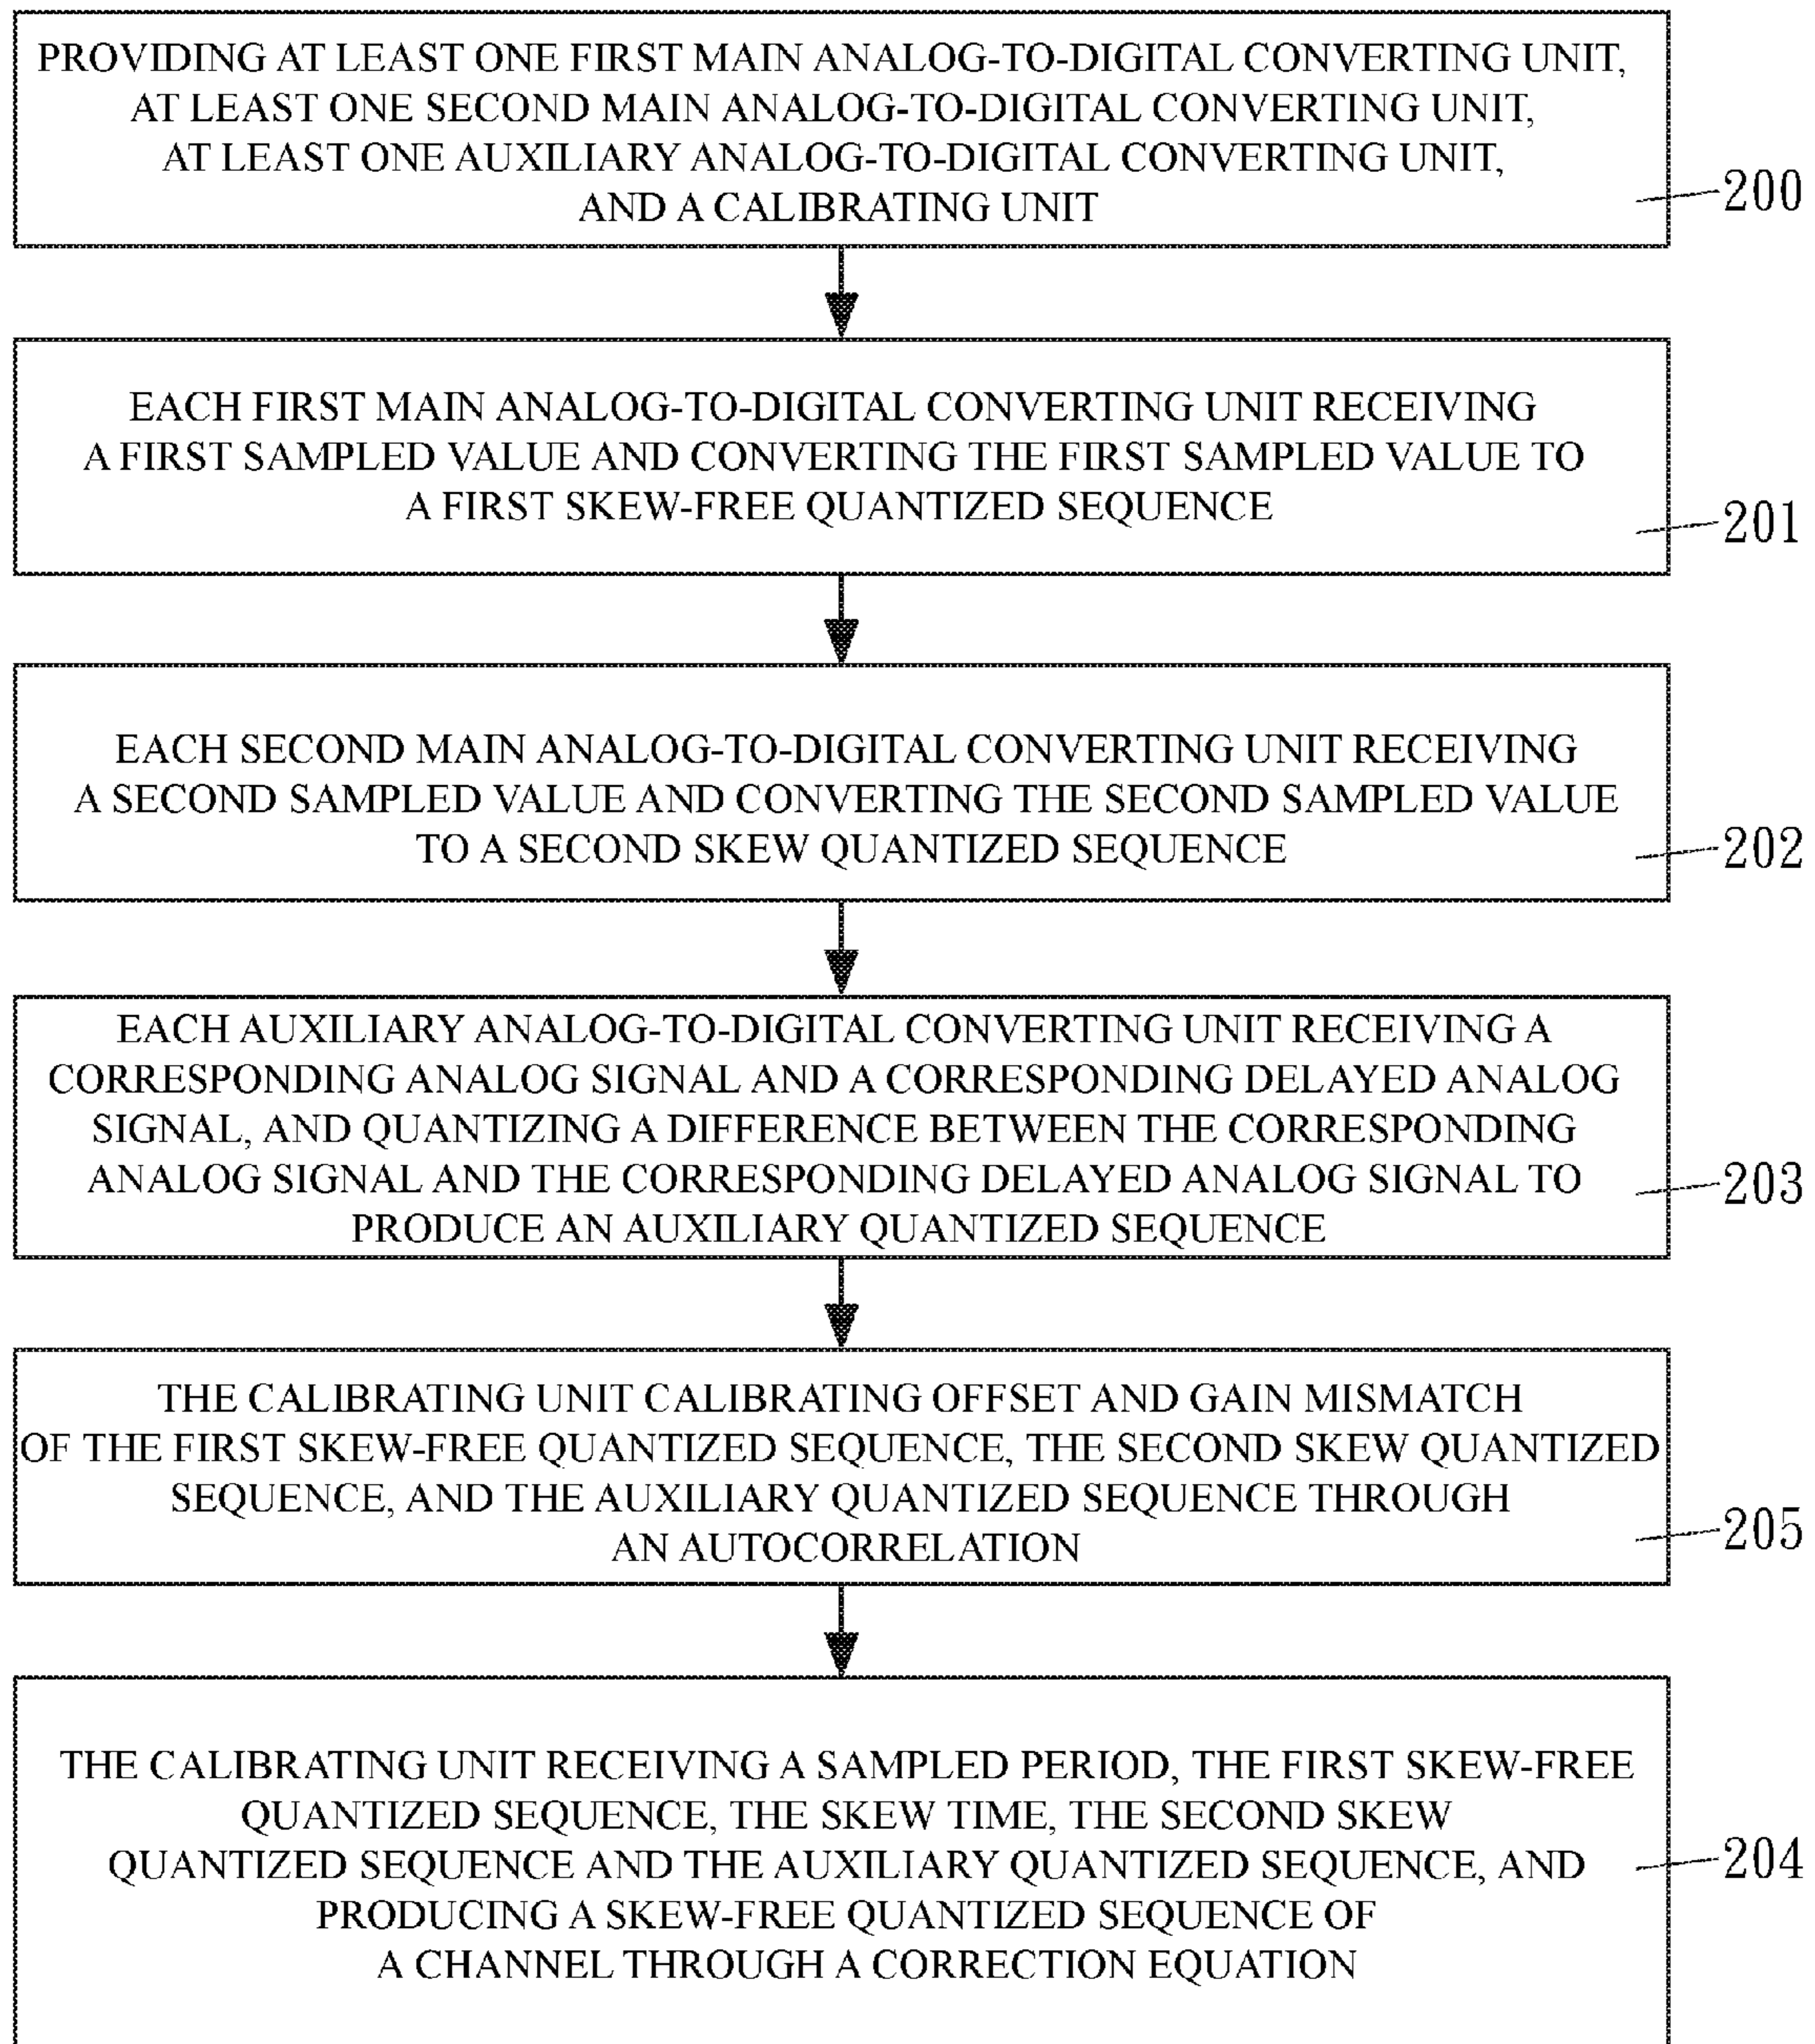 PROVIDING AT LEAST ONE FIRST MAIN ANALOG-TO-DIGITAL CONVERTING UNIT,
AT LEAST ONE SECOND MAIN ANALOG-TO-DIGITAL CONVERTING UNIT,
AT LEAST ONE AUXILIARY ANALOG-TO-DIGITAL CONVERTING UNIT,
AND A CALIBRATING UNIT
200
EACH FIRST MAIN ANALOG-TO-DIGITAL CONVERTING UNIT RECEIVING
A FIRST SAMPLED VALUE AND CONVERTING THE FIRST SAMPLED VALUE TO
A FIRST SKEW-FREE QUANTIZED SEQUENCE
201
EACH SECOND MAIN ANALOG-TO-DIGITAL CONVERTING UNIT RECEIVING
A SECOND SAMPLED VALUE AND CONVERTING THE SECOND SAMPLED VALUE
TO A SECOND SKEW QUANTIZED SEQUENCE
202
EACH AUXILIARY ANALOG-TO-DIGITAL CONVERTING UNIT RECEIVING A
CORRESPONDING ANALOG SIGNAL AND A CORRESPONDING DELAYED ANALOG
SIGNAL, AND QUANTIZING A DIFFERENCE BETWEEN THE CORRESPONDING
ANALOG SIGNAL AND THE CORRESPONDING DELAYED ANALOG SIGNAL TO
PRODUCE AN AUXILIARY QUANTIZED SEQUENCE
203
THE CALIBRATING UNIT CALIBRATING OFFSET AND GAIN MISMATCH
OF THE FIRST SKEW-FREE QUANTIZED SEQUENCE, THE SECOND SKEW QUANTIZED
SEQUENCE, AND THE AUXILIARY QUANTIZED SEQUENCE THROUGH
AN AUTOCORRELATION
205
THE CALIBRATING UNIT RECEIVING A SAMPLED PERIOD, THE FIRST SKEW-FREE
QUANTIZED SEQUENCE, THE SKEW TIME, THE SECOND SKEW
QUANTIZED SEQUENCE AND THE AUXILIARY QUANTIZED SEQUENCE, AND
PRODUCING A SKEW-FREE QUANTIZED SEQUENCE OF
A CHANNEL THROUGH A CORRECTION EQUATION
204